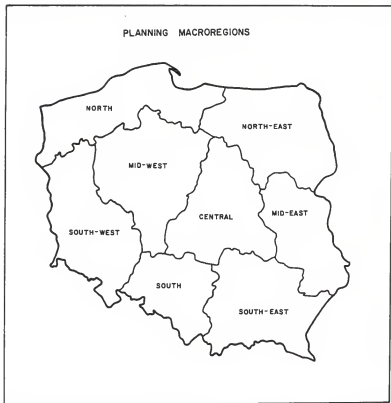 PLANNING MACROREGIONS
NORTH
NORTH-EAST
MID-WEST
CENTRAL
MID-EAST
SOUTH-WEST
SOUTH
SOUTH-EAST